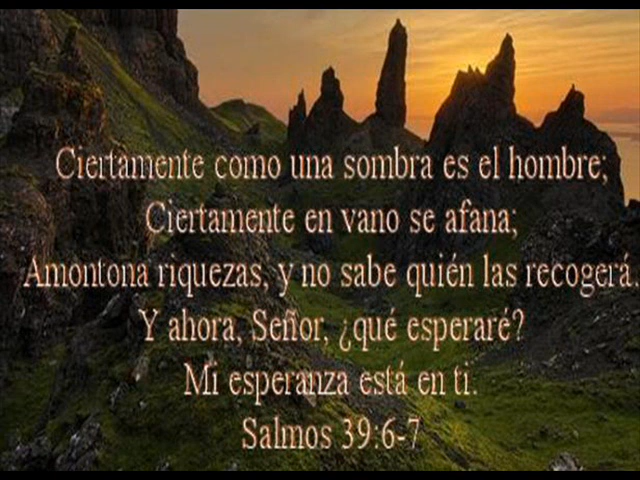 Ciertamente como una sombra es el hombre;
Ciertamente en vano se afana;
Amontona riquezas, y no sabe quién las recogerá.
Y ahora, Señor, ¿qué esperaré?
Mi esperanza está en ti.
Salmos 39:6-7